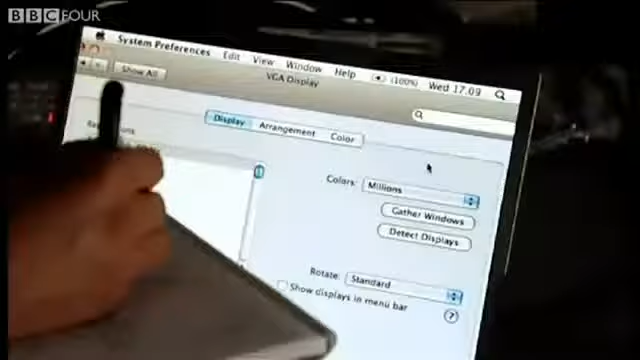 BBC FOUR
System Preferences Edit View Window Help (100%) Wed 17.09
Show All
VGA Display
Display Arrangement Color
Colors: Millions
Gather Windows
Detect Displays
Rotate: Standard
Show displays in menu bar
?